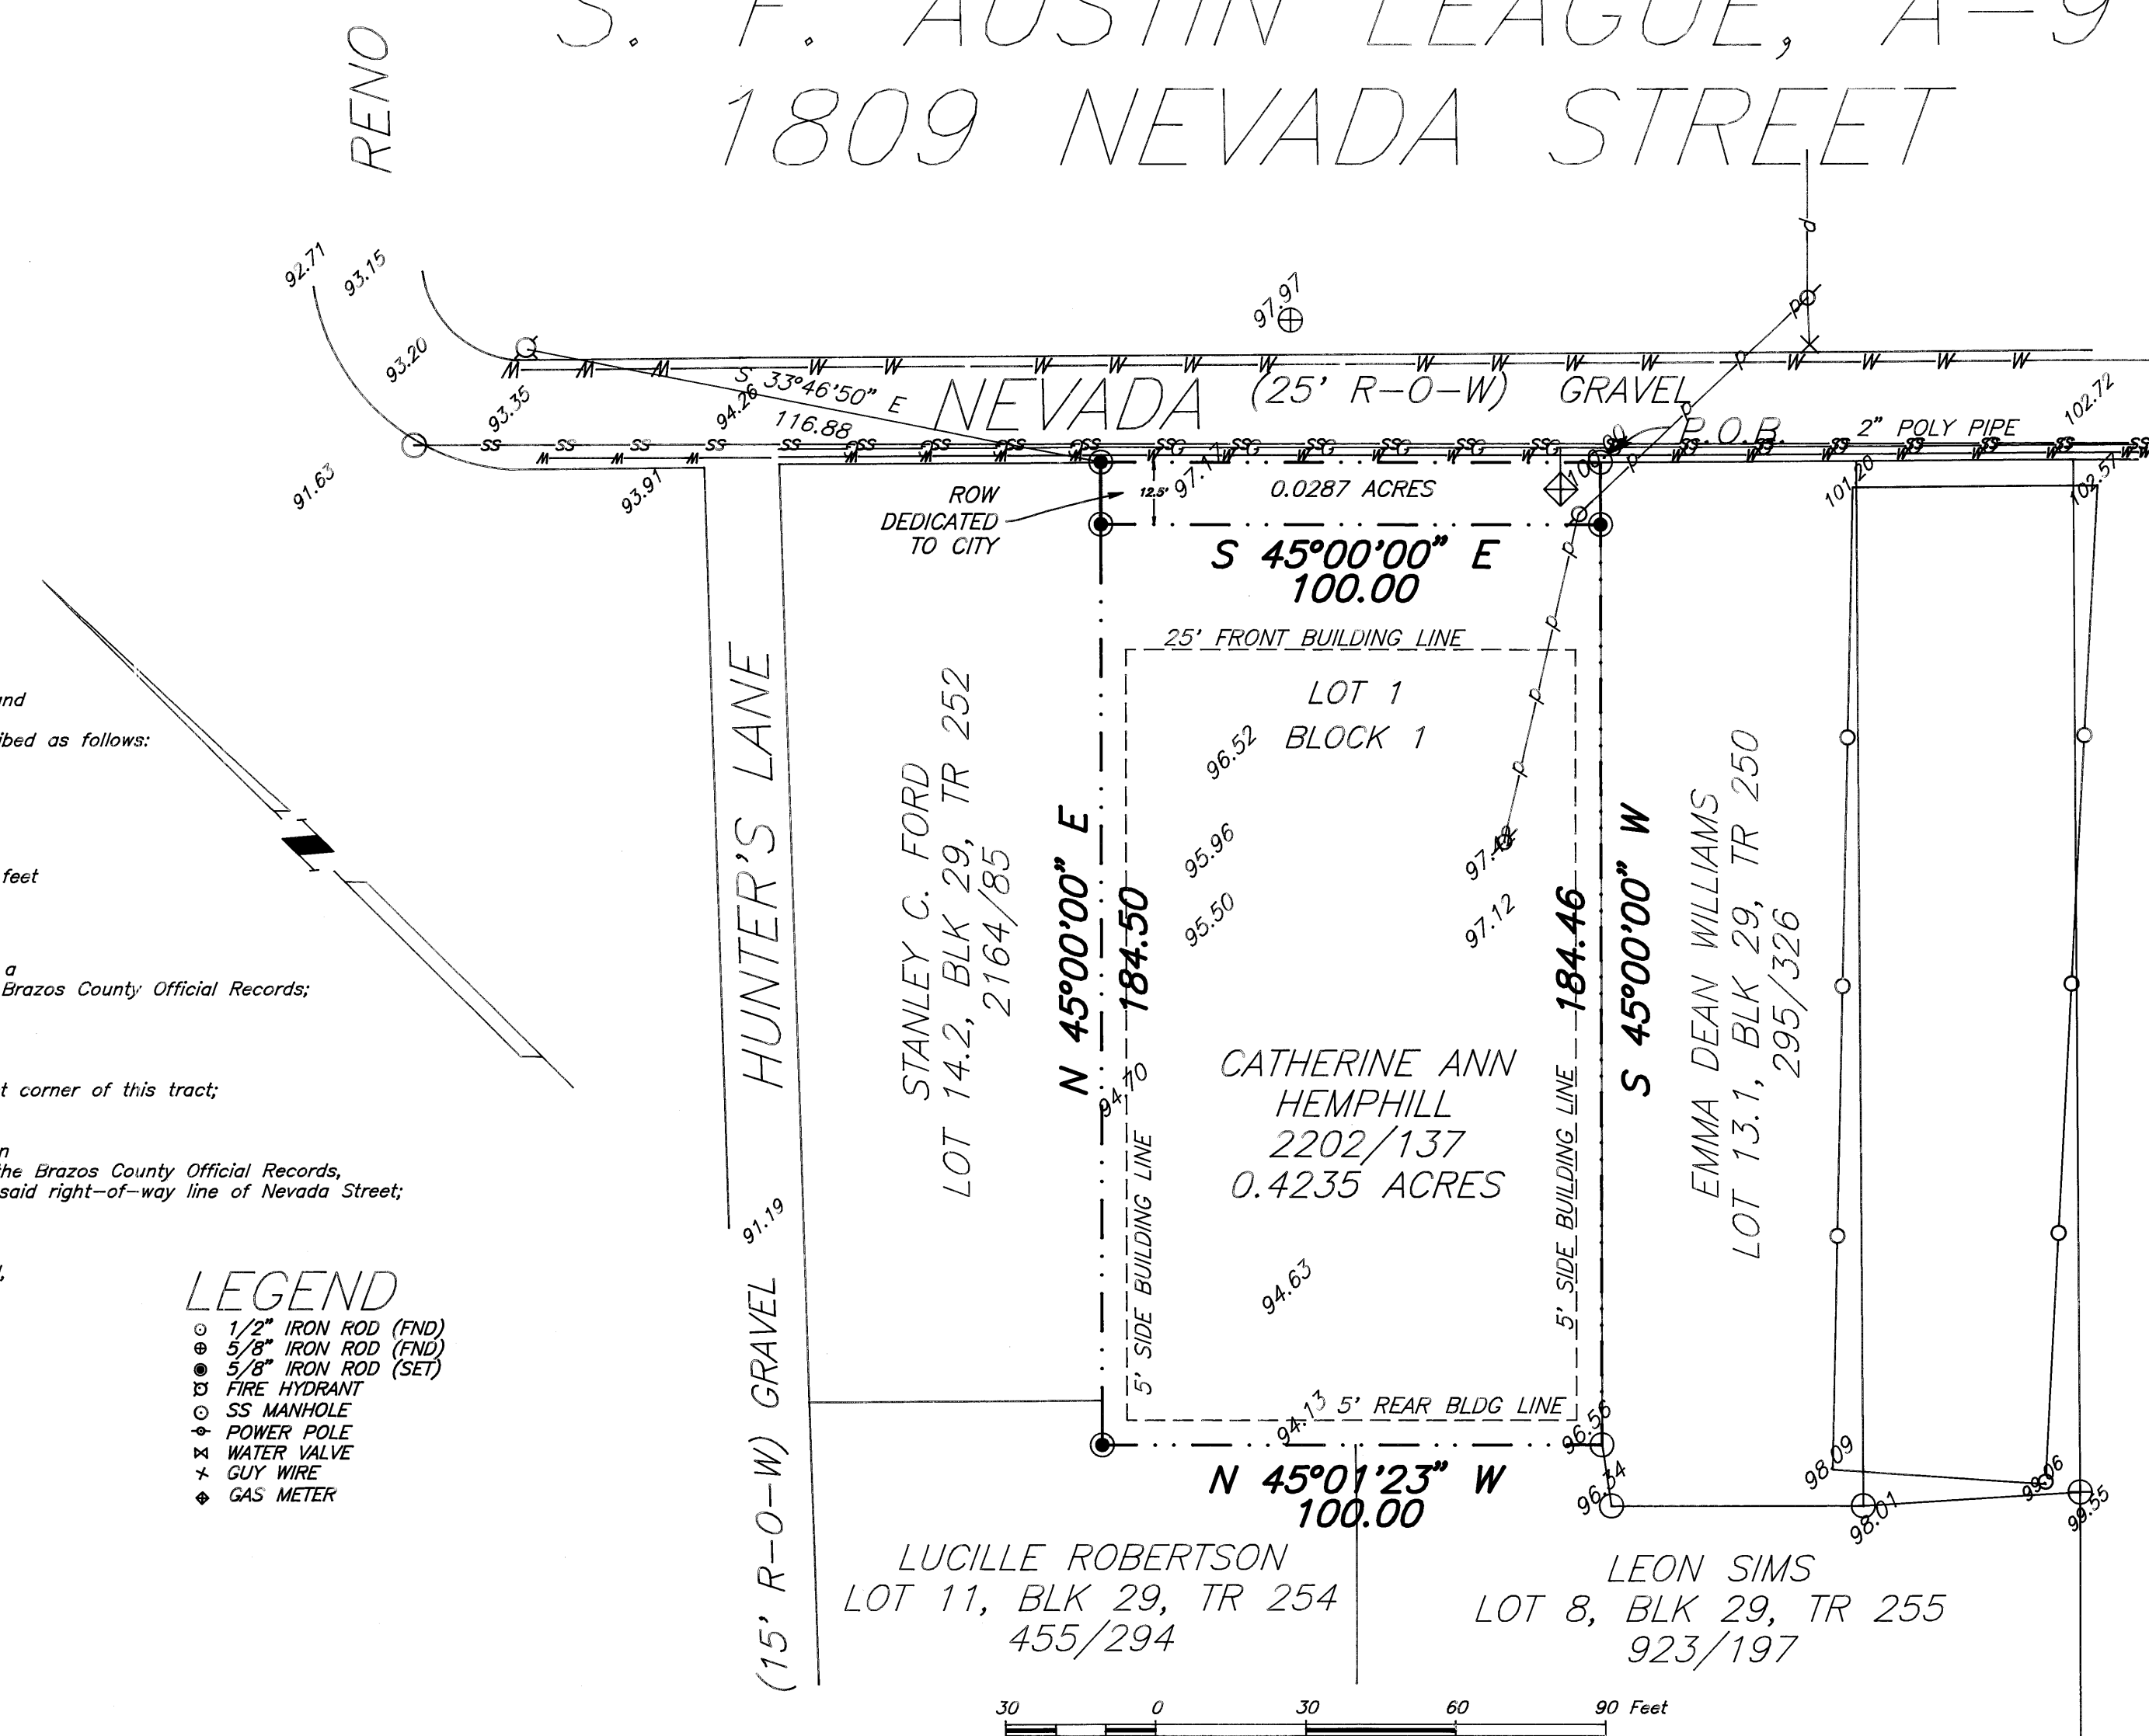 S. F. AUSTIN LEAGUE, A-9
1809 NEVADA STREET
RENO
92.71
93.15
93.20
97.97
93.35
94.26
S 33°46'50" E
116.88
NEVADA (25' R-O-W) GRAVEL
P.O.B.
2" POLY PIPE
102.72
91.63
93.91
97.17
101.20
102.57
ROW
DEDICATED
TO CITY
12.5'
0.0287 ACRES
S 45°00'00" E
100.00
25' FRONT BUILDING LINE
LOT 1
BLOCK 1
96.52
95.96
95.50
97.12
HUNTER'S LANE
(15' R-O-W) GRAVEL
91.19
STANLEY C. FORD
LOT 14.2, BLK 29, TR 252
2164/85
N 45°00'00" E
184.50
94.70
5' SIDE BUILDING LINE
CATHERINE ANN
HEMPHILL
2202/137
0.4235 ACRES
94.63
5' SIDE BUILDING LINE
184.46
S 45°00'00" W
EMMA DEAN WILLIAMS
LOT 13.1, BLK 29, TR 250
295/326
94.13
5' REAR BLDG LINE
96.56
96.34
98.09
98.01
99.55
N 45°01'23" W
100.00
LUCILLE ROBERTSON
LOT 11, BLK 29, TR 254
455/294
LEON SIMS
LOT 8, BLK 29, TR 255
923/197
and
ibed as follows:
feet
a
Brazos County Official Records;
t corner of this tract;
n
the Brazos County Official Records,
said right-of-way line of Nevada Street;
LEGEND
1/2" IRON ROD (FND)
5/8" IRON ROD (FND)
5/8" IRON ROD (SET)
FIRE HYDRANT
SS MANHOLE
POWER POLE
WATER VALVE
GUY WIRE
GAS METER
30 0 30 60 90 Feet